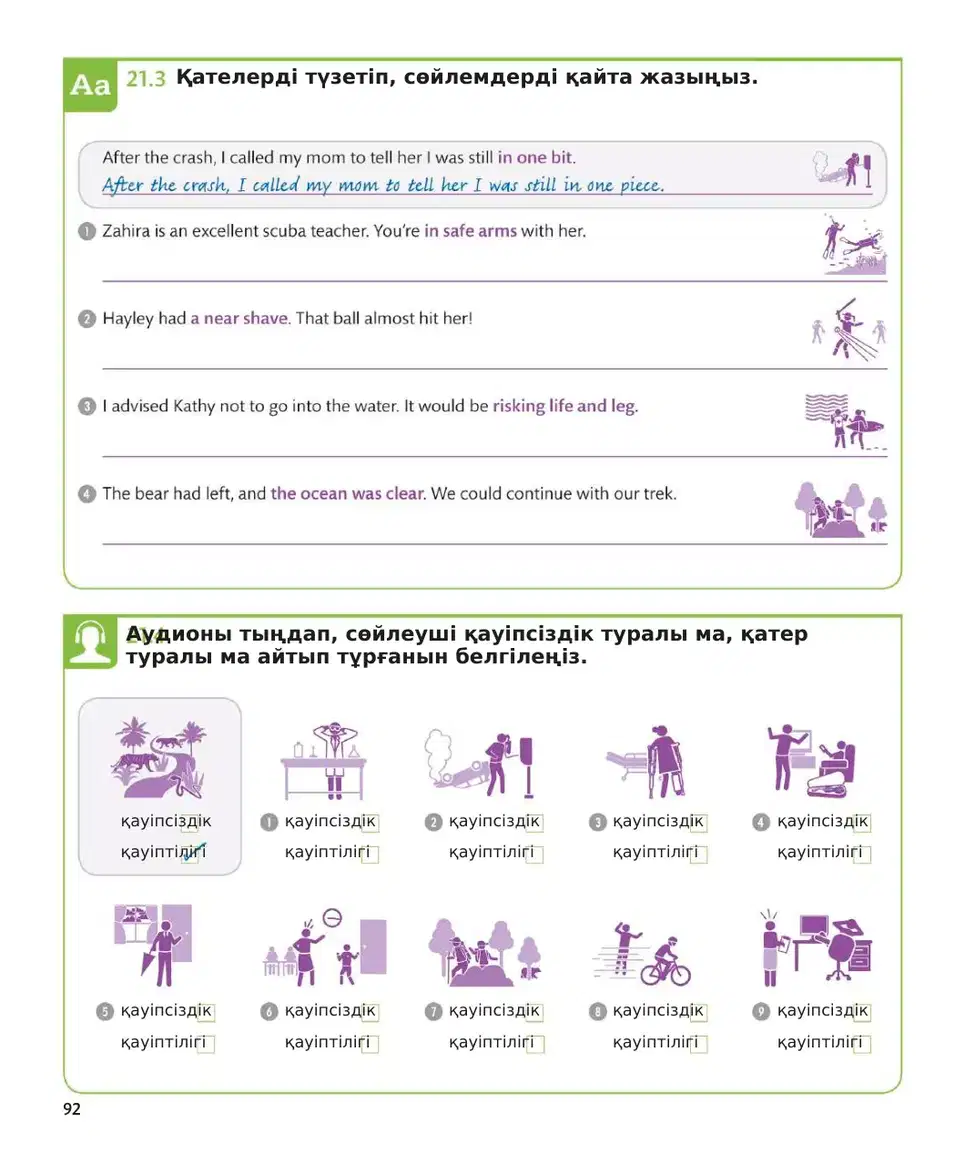 Aa 21.3 Қателерді түзетіп, сөйлемдерді қайта жазыңыз.
After the crash, I called my mom to tell her I was still in one bit.
After the crash, I called my mom to tell her I was still in one piece.
1 Zahira is an excellent scuba teacher. You're in safe arms with her.
2 Hayley had a near shave. That ball almost hit her!
3 I advised Kathy not to go into the water. It would be risking life and leg.
4 The bear had left, and the ocean was clear. We could continue with our trek.
Аудионы тыңдап, сөйлеуші қауіпсіздік туралы ма, қатер
туралы ма айтып тұрғанын белгілеңіз.
қауіпсіздік 1 қауіпсіздік 2 қауіпсіздік 3 қауіпсіздік 4 қауіпсіздік
қауіптілігі қауіптілігі қауіптілігі қауіптілігі қауіптілігі
5 қауіпсіздік 6 қауіпсіздік 7 қауіпсіздік 8 қауіпсіздік 9 қауіпсіздік
қауіптілігі қауіптілігі қауіптілігі қауіптілігі қауіптілігі
92